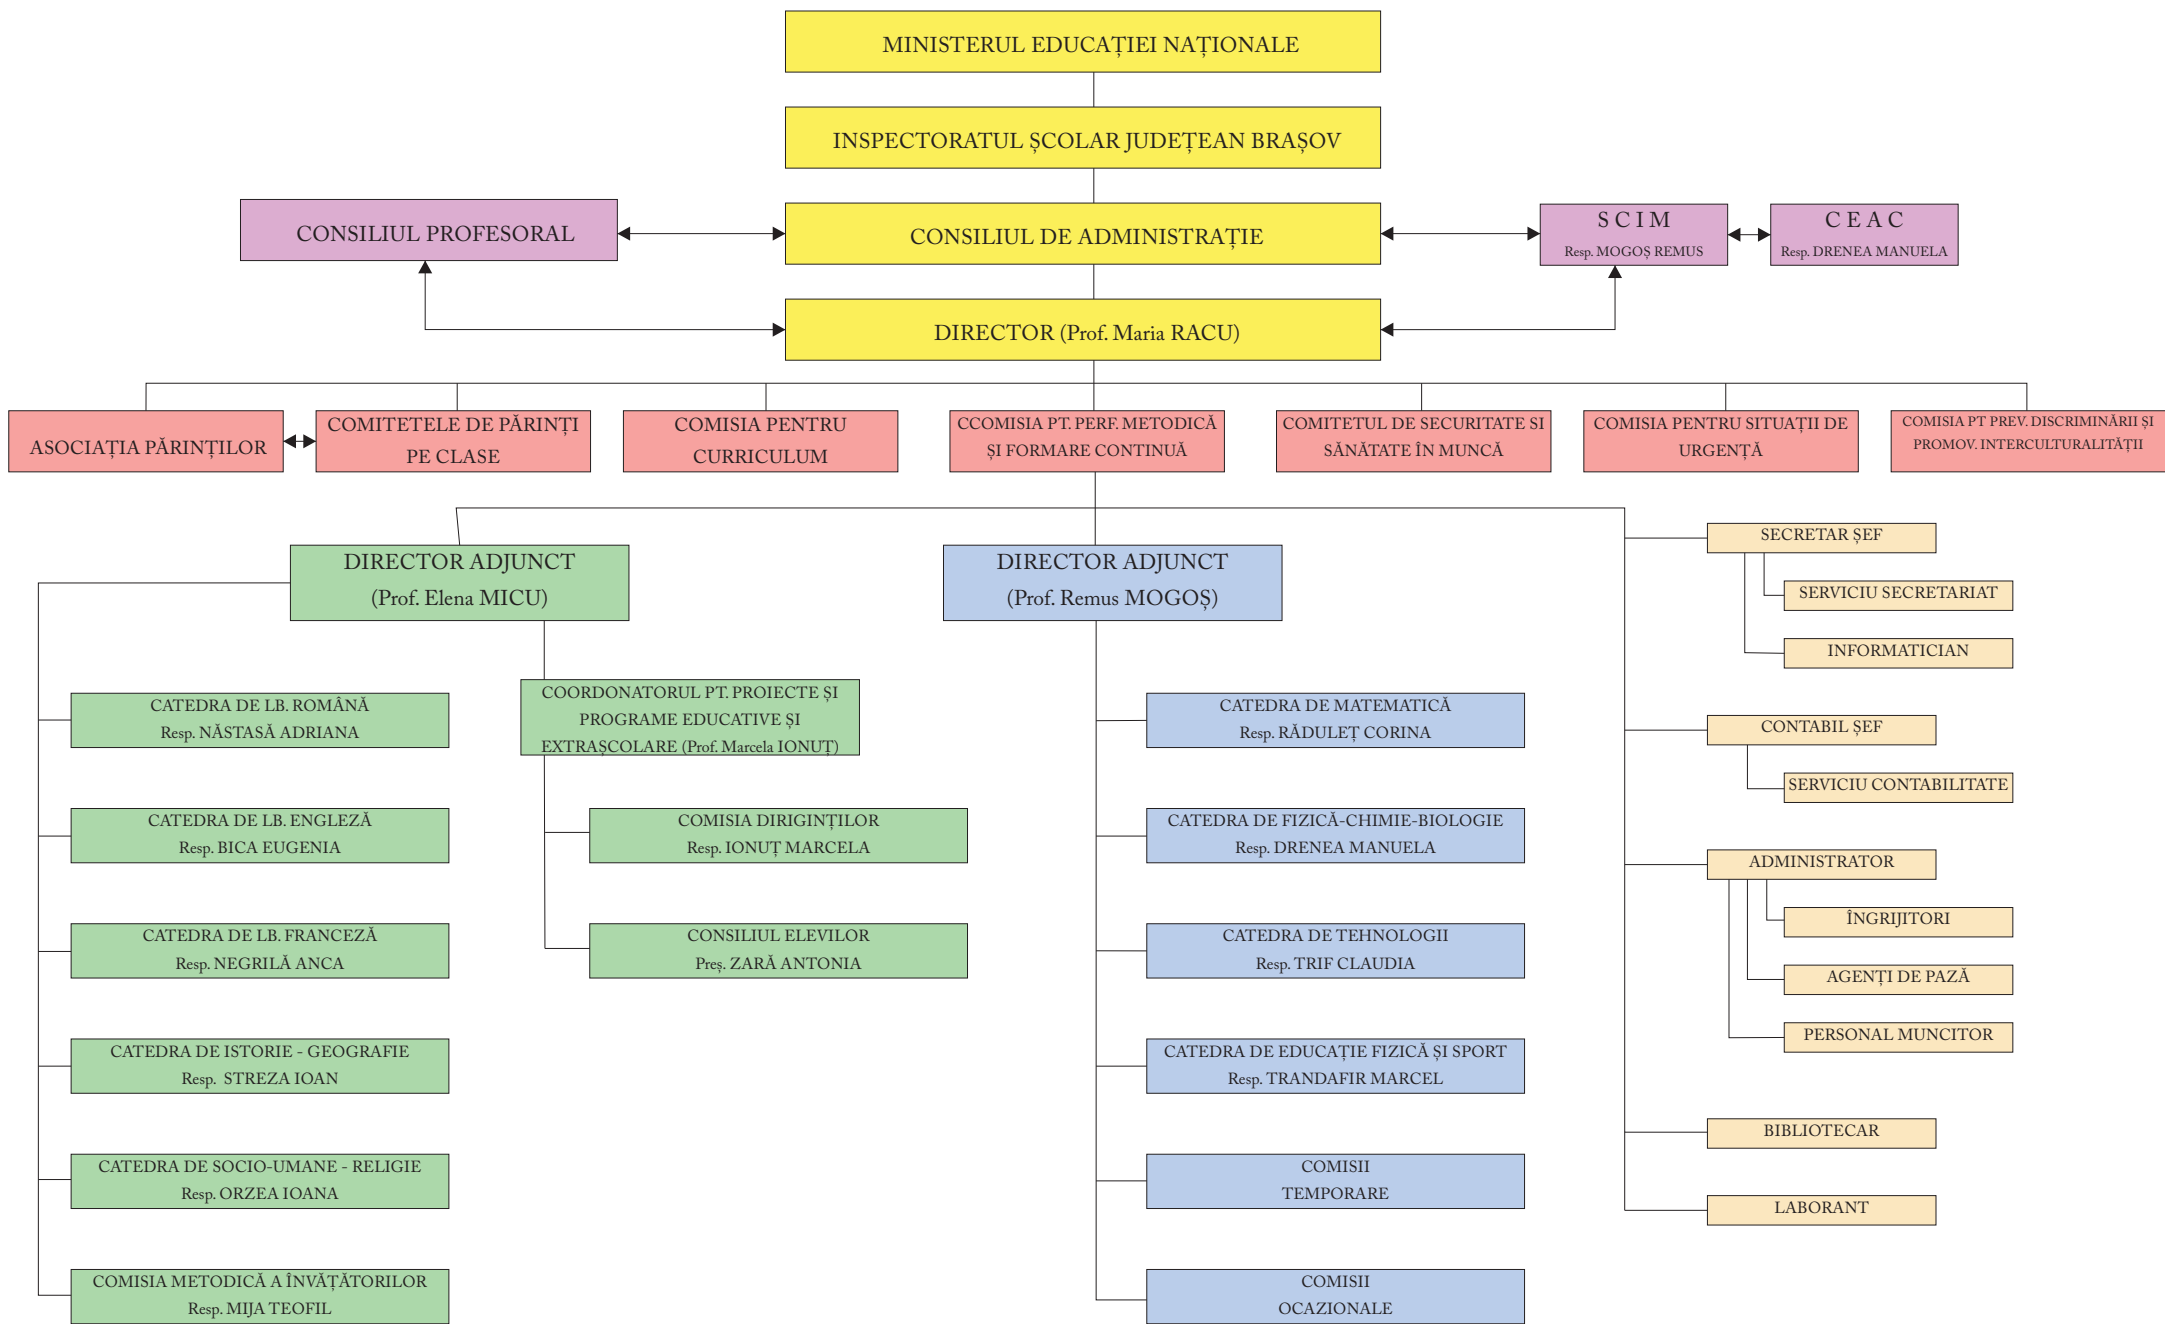 MINISTERUL EDUCAȚIEI NAȚIONALE
INSPECTORATUL ȘCOLAR JUDEȚEAN BRAȘOV
CONSILIUL PROFESORAL
CONSILIUL DE ADMINISTRAȚIE
S C I M
Resp. MOGOȘ REMUS
C E A C
Resp. DRENEA MANUELA
DIRECTOR (Prof. Maria RACU)
ASOCIAȚIA PĂRINȚILOR
COMITETELE DE PĂRINȚI
PE CLASE
COMISIA PENTRU
CURRICULUM
CCOMISIA PT. PERF. METODICĂ
ȘI FORMARE CONTINUĂ
COMITETUL DE SECURITATE SI
SĂNĂTATE ÎN MUNCĂ
COMISIA PENTRU SITUAȚII DE
URGENȚĂ
COMISIA PT PREV. DISCRIMINĂRII ȘI
PROMOV. INTERCULTURALITĂȚII
DIRECTOR ADJUNCT
(Prof. Elena MICU)
CATEDRA DE LB. ROMÂNĂ
Resp. NĂSTASĂ ADRIANA
CATEDRA DE LB. ENGLEZĂ
Resp. BICA EUGENIA
CATEDRA DE LB. FRANCEZĂ
Resp. NEGRILĂ ANCA
CATEDRA DE ISTORIE - GEOGRAFIE
Resp. STREZA IOAN
CATEDRA DE SOCIO-UMANE - RELIGIE
Resp. ORZEA IOANA
COMISIA METODICĂ A ÎNVĂȚĂTORILOR
Resp. MIJA TEOFIL
COORDONATORUL PT. PROIECTE ȘI
PROGRAME EDUCATIVE ȘI
EXTRAȘCOLARE (Prof. Marcela IONUȚ)
COMISIA DIRIGINȚILOR
Resp. IONUȚ MARCELA
CONSILIUL ELEVILOR
Preș. ZARĂ ANTONIA
DIRECTOR ADJUNCT
(Prof. Remus MOGOȘ)
CATEDRA DE MATEMATICĂ
Resp. RĂDULEȚ CORINA
CATEDRA DE FIZICĂ-CHIMIE-BIOLOGIE
Resp. DRENEA MANUELA
CATEDRA DE TEHNOLOGII
Resp. TRIF CLAUDIA
CATEDRA DE EDUCAȚIE FIZICĂ ȘI SPORT
Resp. TRANDAFIR MARCEL
COMISII
TEMPORARE
COMISII
OCAZIONALE
SECRETAR ȘEF
SERVICIU SECRETARIAT
INFORMATICIAN
CONTABIL ȘEF
SERVICIU CONTABILITATE
ADMINISTRATOR
ÎNGRIJITORI
AGENȚI DE PAZĂ
PERSONAL MUNCITOR
BIBLIOTECAR
LABORANT